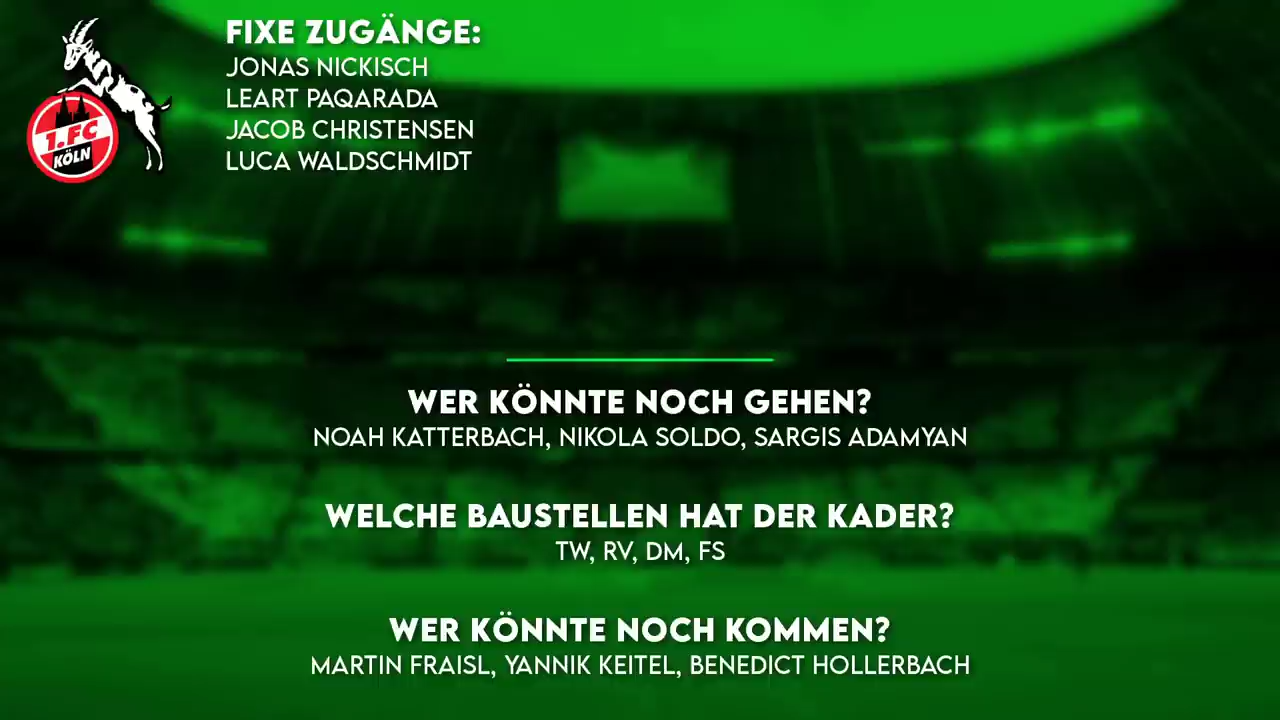 FIXE ZUGÄNGE:
JONAS NICKISCH
LEART PAQARADA
JACOB CHRISTENSEN
LUCA WALDSCHMIDT
1.FC
KÖLN
WER KÖNNTE NOCH GEHEN?
NOAH KATTERBACH, NIKOLA SOLDO, SARGIS ADAMYAN
WELCHE BAUSTELLEN HAT DER KADER?
TW, RV, DM, FS
WER KÖNNTE NOCH KOMMEN?
MARTIN FRAISL, YANNIK KEITEL, BENEDICT HOLLERBACH